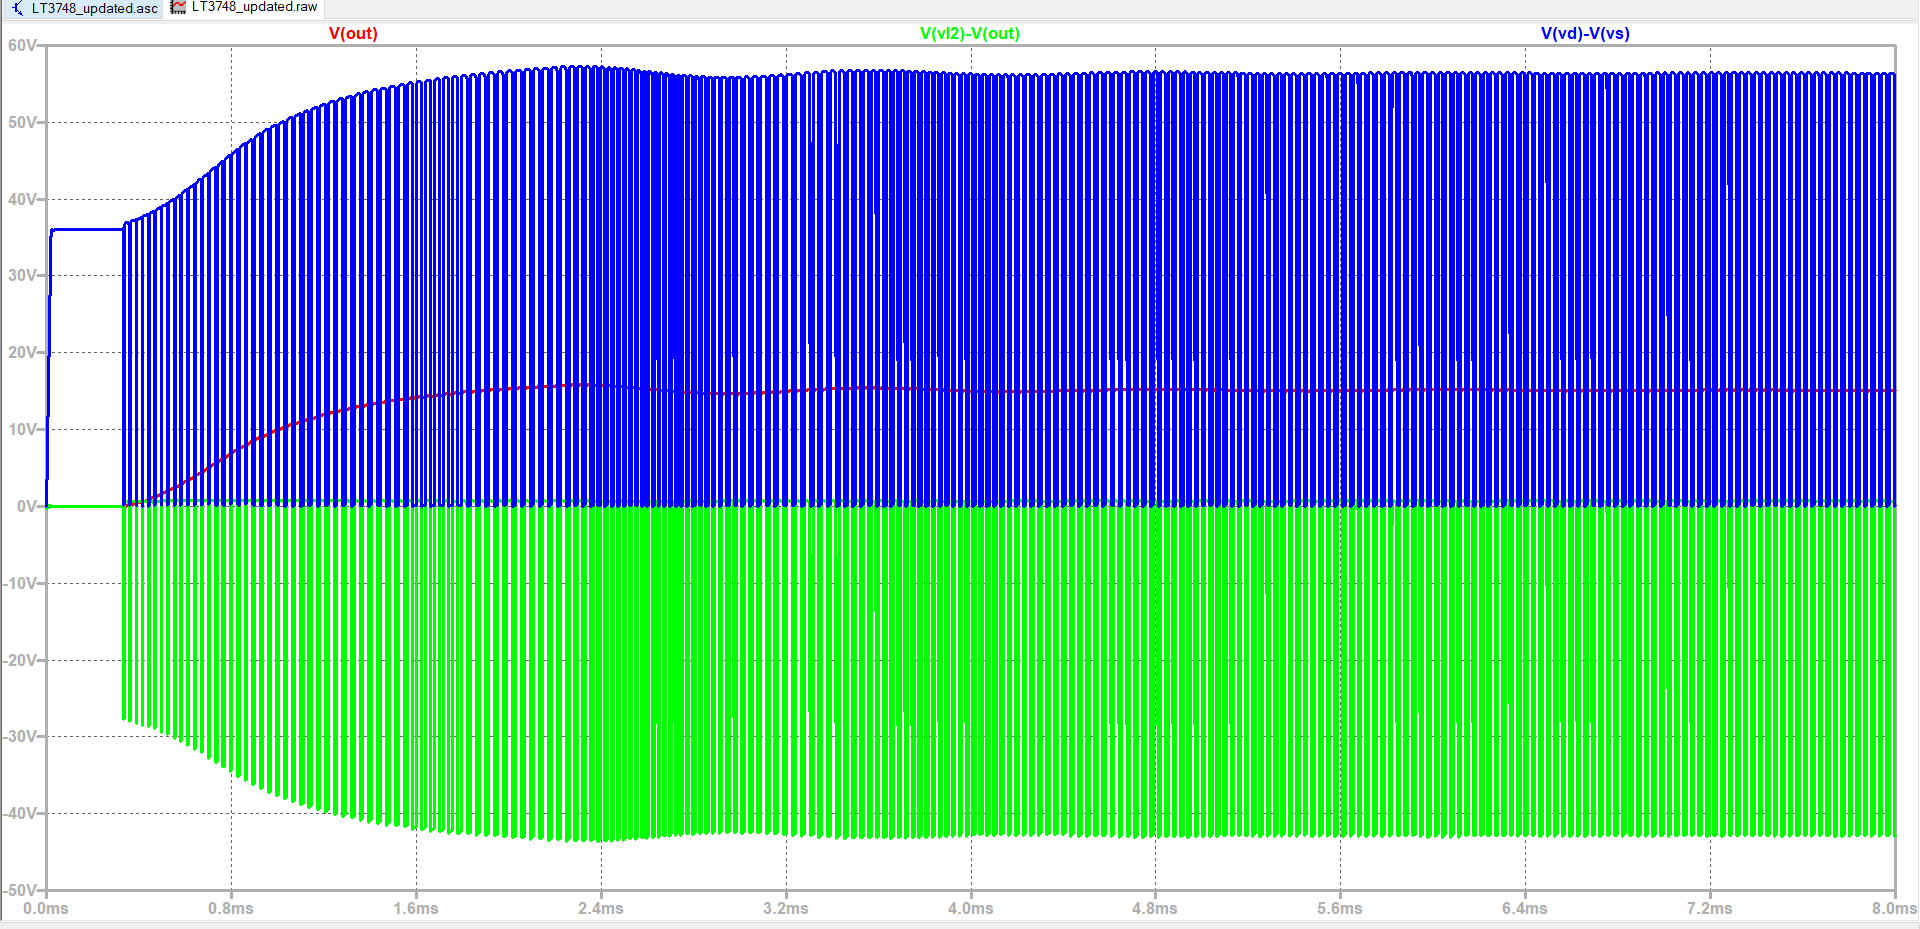 LT3748_updated.asc LT3748_updated.raw
V(out) V(vl2)-V(out) V(vd)-V(vs)
60V
50V
40V
30V
20V
10V
0V
-10V
-20V
-30V
-40V
-50V
0.0ms 0.8ms 1.6ms 2.4ms 3.2ms 4.0ms 4.8ms 5.6ms 6.4ms 7.2ms 8.0ms